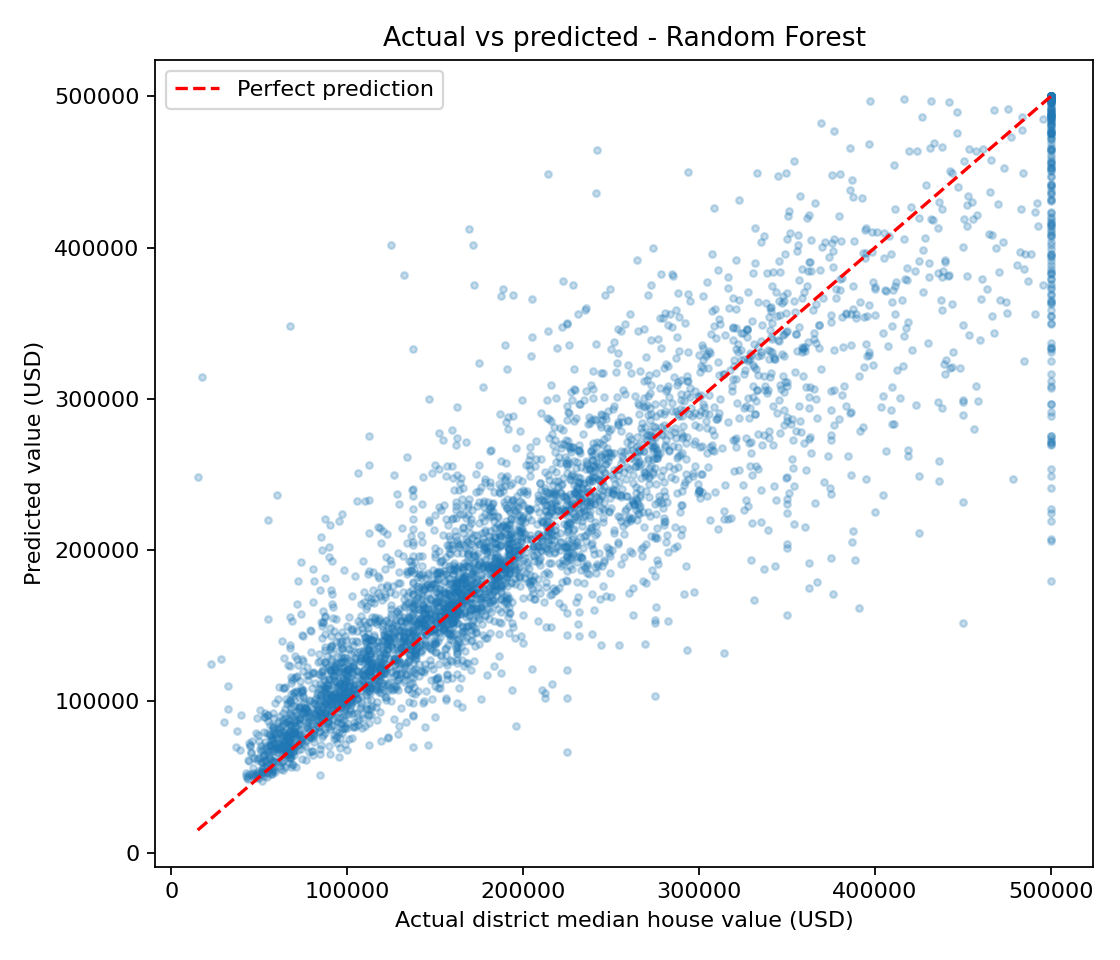 Actual vs predicted - Random Forest
Perfect prediction
500000
400000
300000
200000
100000
0
Predicted value (USD)
0 100000 200000 300000 400000 500000
Actual district median house value (USD)